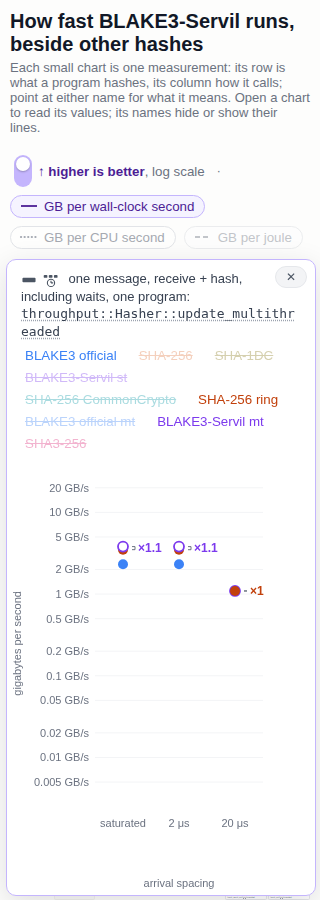 How fast BLAKE3-Servil runs,
beside other hashes
Each small chart is one measurement: its row is
what a program hashes, its column how it calls;
point at either name for what it means. Open a chart
to read its values; its names hide or show their
lines.
↑ higher is better, log scale ·
GB per wall-clock second
GB per CPU second
GB per joule
one message, receive + hash, ✕
including waits, one program:
throughput::Hasher::update_multithr
eaded
BLAKE3 official SHA-256 SHA-1DC
BLAKE3-Servil st
SHA-256 CommonCrypto SHA-256 ring
BLAKE3 official mt BLAKE3-Servil mt
SHA3-256
20 GB/s
10 GB/s
5 GB/s
×1.1 ×1.1
2 GB/s
1 GB/s
×1
0.5 GB/s
0.2 GB/s
0.1 GB/s
0.05 GB/s
0.02 GB/s
0.01 GB/s
0.005 GB/s
gigabytes per second
saturated 2 µs 20 µs
arrival spacing